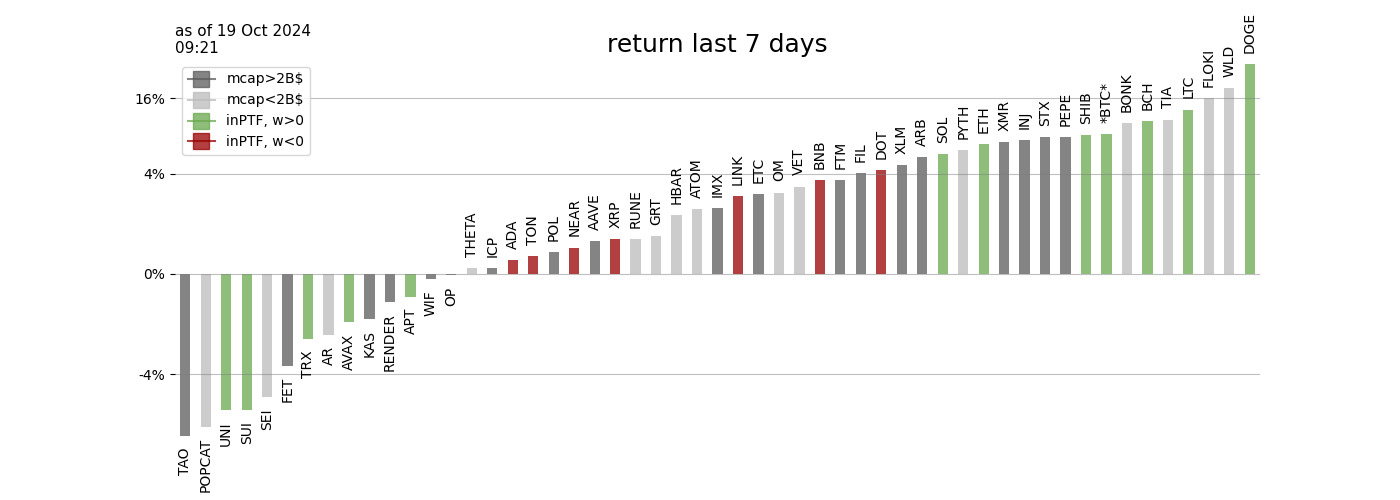 as of 19 Oct 2024
09:21
return last 7 days
mcap>2B$
mcap<2B$
inPTF, w>0
inPTF, w<0
16%
4%
0%
-4%
TAO
POPCAT
UNI
SUI
SEI
FET
TRX
AR
AVAX
KAS
RENDER
APT
WIF
OP
THETA
ICP
ADA
TON
POL
NEAR
AAVE
XRP
RUNE
GRT
HBAR
ATOM
IMX
LINK
ETC
OM
VET
BNB
FTM
FIL
DOT
XLM
ARB
SOL
PYTH
ETH
XMR
INJ
STX
PEPE
SHIB
*BTC*
BONK
BCH
TIA
LTC
FLOKI
WLD
DOGE